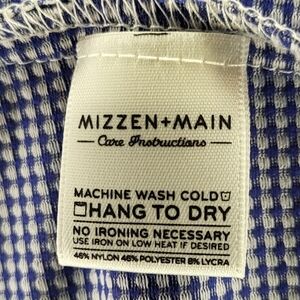 MIZZEN+MAIN
Care Instructions
MACHINE WASH COLD
HANG TO DRY
NO IRONING NECESSARY
USE IRON ON LOW HEAT IF DESIRED
46% NYLON 46% POLYESTER 8% LYCRA